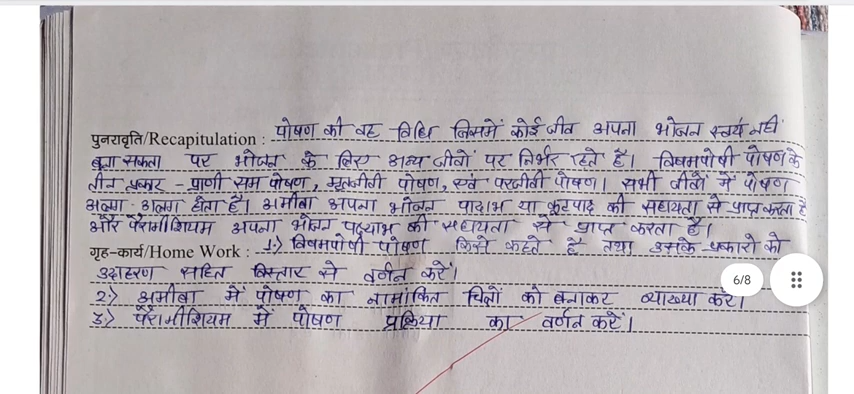 पुनरावृति/Recapitulation : पोषण की वह विधि जिसमें कोई जीव अपना भोजन स्वयं नहीं
बना सकता पर भोजन के लिए अन्य जीवों पर निर्भर रहते हैं। विषमपोषी पोषण के
तीन प्रकार - प्राणी सम पोषण, मृतजीवी पोषण, एवं परजीवी पोषण। सभी जीवों में पोषण
अलग-अलग होता है। अमीबा अपना भोजन पादाभ या कूटपाद की सहायता से प्राप्त करता है
और पैरामीशियम अपना भोजन पक्ष्याभ की सहायता से प्राप्त करता है।
गृह-कार्य/Home Work : 1.) विषमपोषी पोषण किसे कहते हैं तथा उसके प्रकारों को
उदाहरण सहित विस्तार से वर्णन करें।
2.) अमीबा में पोषण का नामांकित चित्रों को बनाकर व्याख्या करें।
3.) पैरामीशियम में पोषण प्रक्रिया का वर्णन करें।
6/8